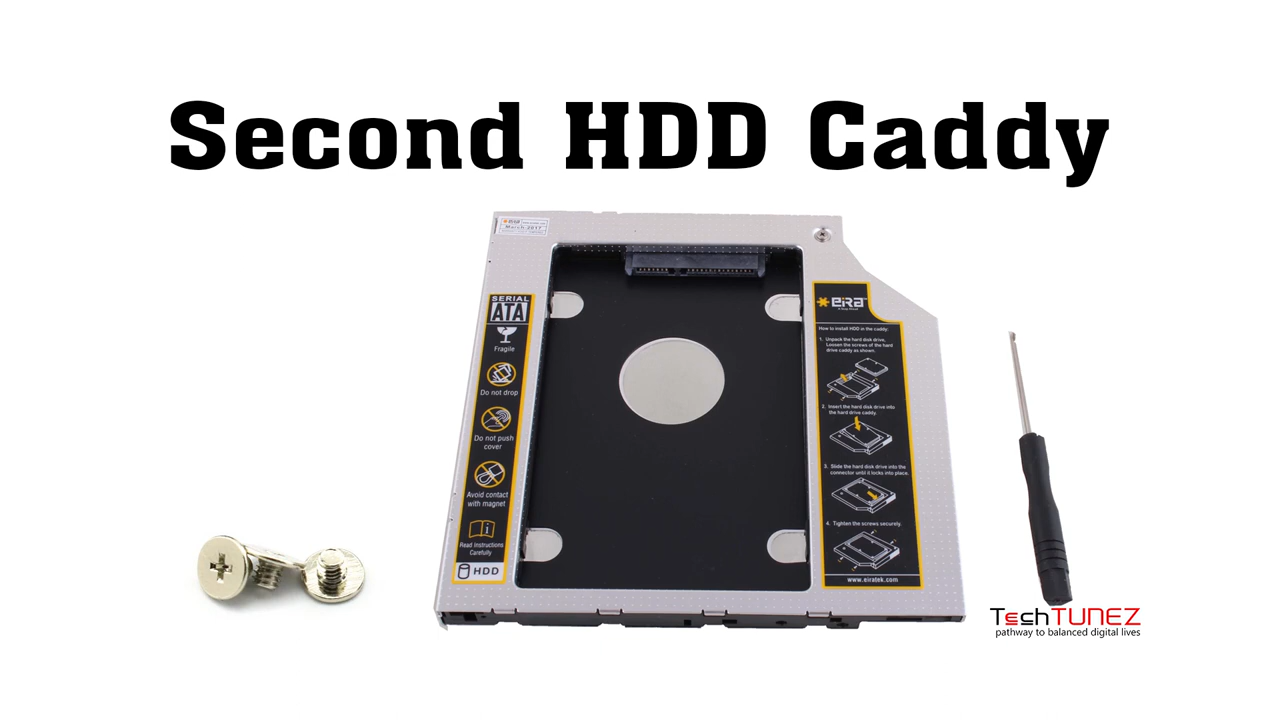 Second HDD Caddy
eira
March-2017
SERIAL
ATA
Fragile
Do not drop
Do not push
cover
Avoid contact
with magnet
Read Instructions
Carefully
HDD
eira
How to install HDD in the caddy:
1. Unpack the hard disk drive,
Loosen the screws of the hard
drive caddy as shown.
2. Insert the hard disk drive into
the hard drive caddy.
3. Slide the hard disk drive into the
connector until it locks into place.
4. Tighten the screws securely.
www.eiratek.com
TechTUNEZ
pathway to balanced digital lives